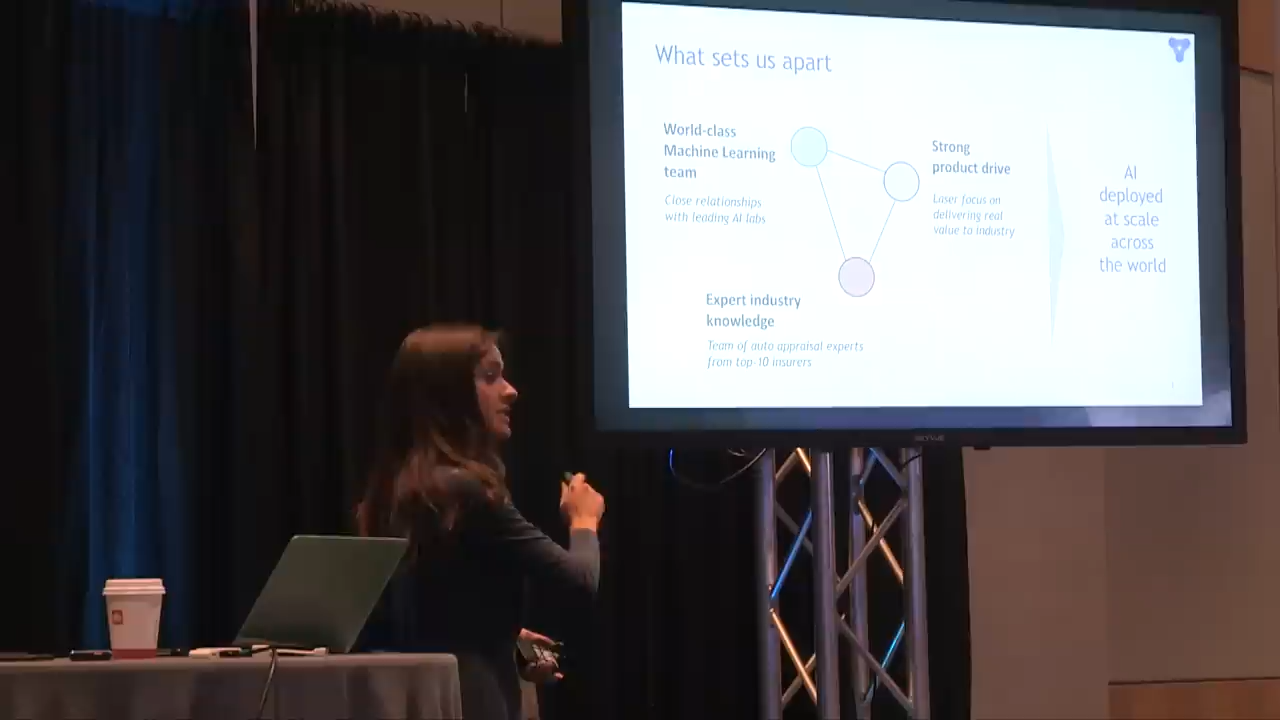 What sets us apart
World-class
Machine Learning
team
Close relationships
with leading AI labs
Strong
product drive
Laser focus on
delivering real
value to industry
Expert industry
knowledge
Team of auto appraisal experts
from top-10 insurers
AI
deployed
at scale
across
the world